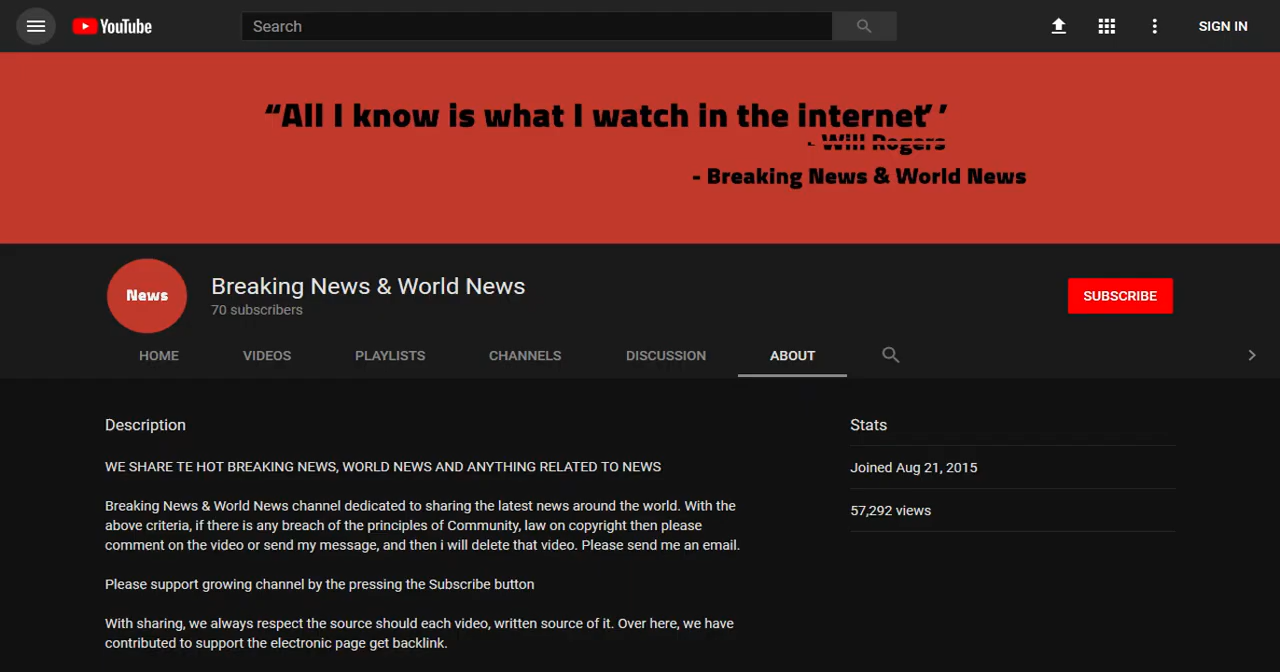 YouTube
Search
SIGN IN
“All I know is what I watch in the internet’’
- Will Rogers
- Breaking News & World News
News
Breaking News & World News
70 subscribers
SUBSCRIBE
HOME VIDEOS PLAYLISTS CHANNELS DISCUSSION ABOUT
Description
WE SHARE TE HOT BREAKING NEWS, WORLD NEWS AND ANYTHING RELATED TO NEWS
Breaking News & World News channel dedicated to sharing the latest news around the world. With the
above criteria, if there is any breach of the principles of Community, law on copyright then please
comment on the video or send my message, and then i will delete that video. Please send me an email.
Please support growing channel by the pressing the Subscribe button
With sharing, we always respect the source should each video, written source of it. Over here, we have
contributed to support the electronic page get backlink.
Stats
Joined Aug 21, 2015
57,292 views